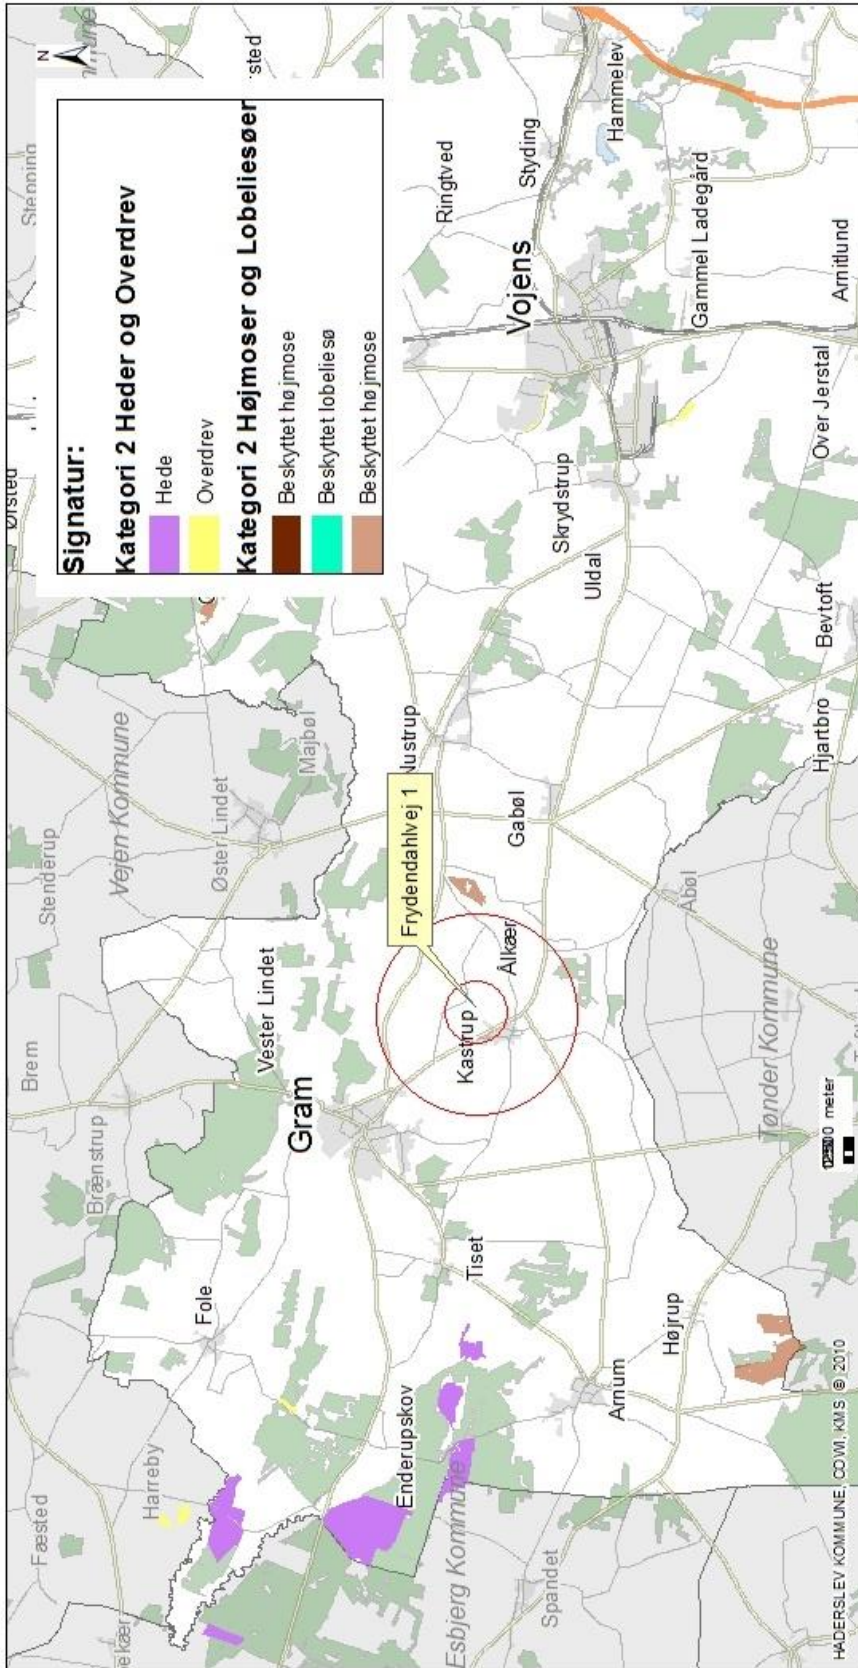 N
Signatur:
Kategori 2 Heder og Overdrev
Hede
Overdrev
Kategori 2 Højmoser og Lobeliesøer
Beskyttet højmose
Beskyttet lobeliesø
Beskyttet højmose
Fæsted
Harreby
Brem
Brænstrup
Stenderup
Vejen Kommune
Øster Lindet
Majbøl
Ørsted
Stepping
Fole
Vester Lindet
Gram
Enderupskov
Tiset
Kastrup
Ålkær
Frydendahlvej 1
Nustrup
Gabøl
Uldal
Skrydstrup
Vojens
Ringtved
Styding
Hammelev
Gammel Ladegård
Arnitlund
Over Jerstal
Bevtoft
Hjartbro
Abøl
Tønder Kommune
Højrup
Arnum
Spandet
Esbjerg Kommune
meter
HADERSLEV KOMMUNE, COWI, KMS © 2010